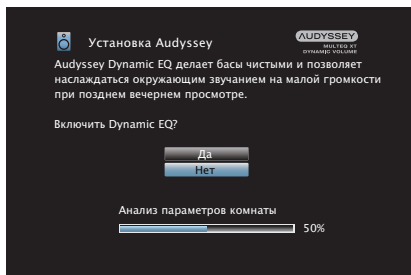 Установка Audyssey
AUDYSSEY
MULTEQ XT
DYNAMIC VOLUME
Audyssey Dynamic EQ делает басы чистыми и позволяет
наслаждаться окружающим звучанием на малой громкости
при позднем вечернем просмотре.
Включить Dynamic EQ?
Да
Нет
Анализ параметров комнаты
50%